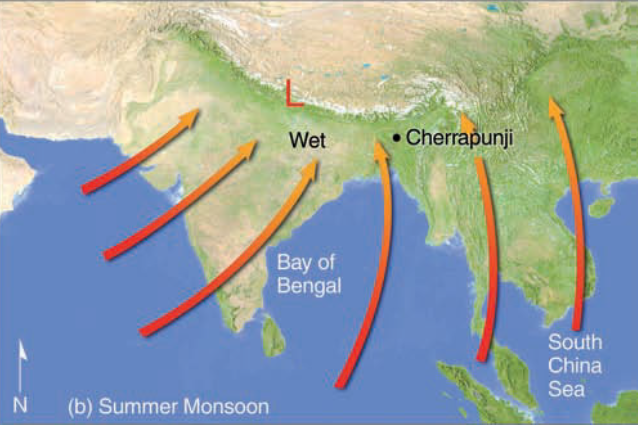 L
Wet
Cherrapunji
Bay of
Bengal
South
China
Sea
N
(b) Summer Monsoon